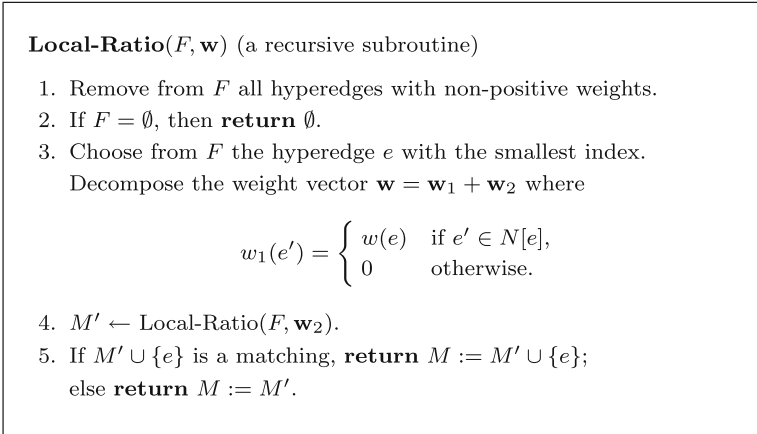 Local-Ratio(F, w) (a recursive subroutine)
1. Remove from F all hyperedges with non-positive weights.
2. If F = ∅, then return ∅.
3. Choose from F the hyperedge e with the smallest index.
Decompose the weight vector w = w₁ + w₂ where
w₁(e′) = { w(e) if e′ ∈ N[e],
0 otherwise.
4. M′ ← Local-Ratio(F, w₂).
5. If M′ ∪ {e} is a matching, return M := M′ ∪ {e};
else return M := M′.